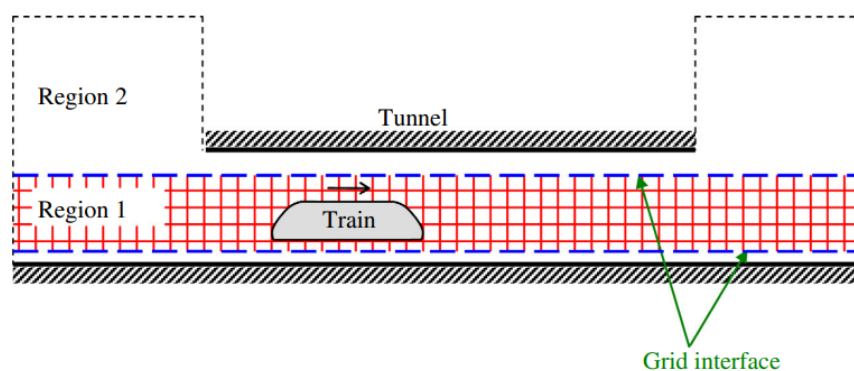 Region 2
Tunnel
Region 1
Train
Grid interface